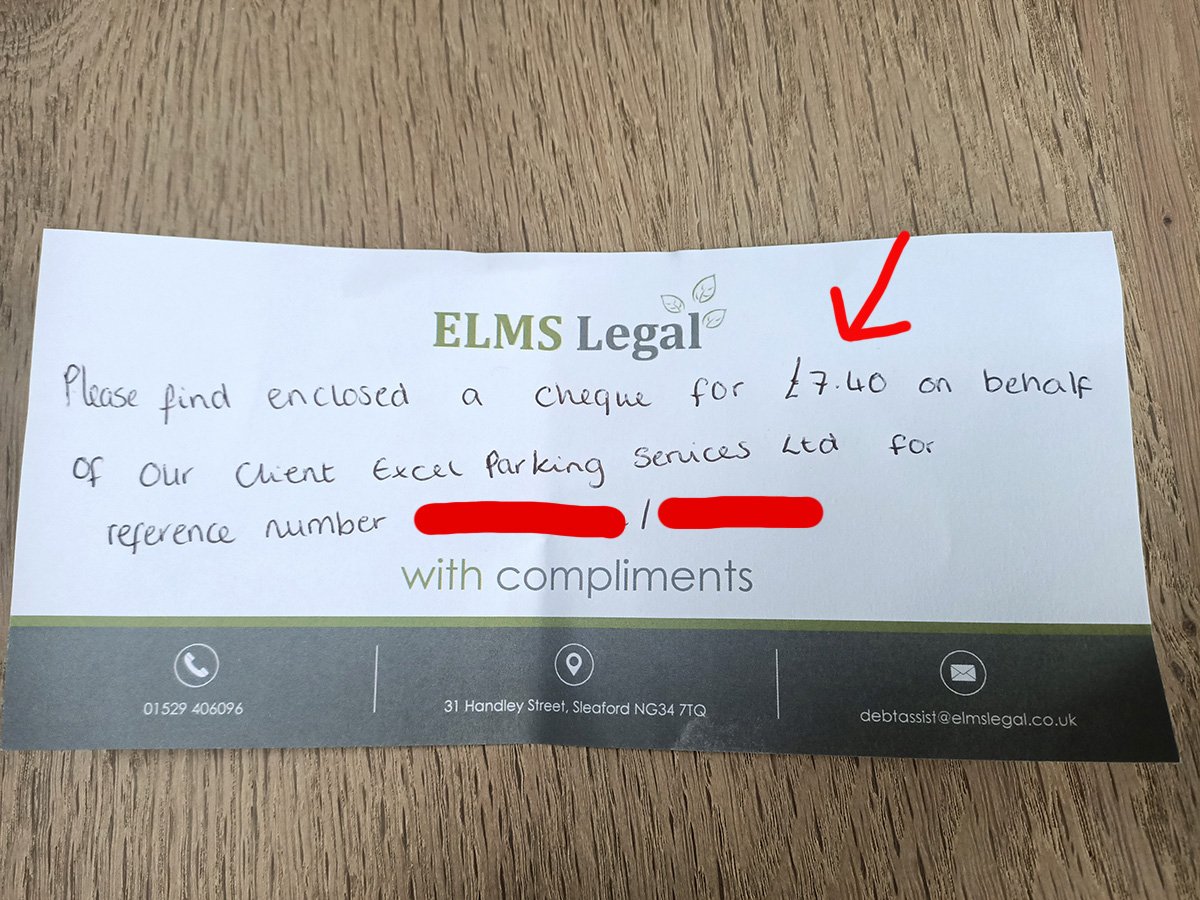 ELMS Legal
Please find enclosed a cheque for £7.40 on behalf
of our Client Excel Parking Services Ltd for
reference number /
with compliments
01529 406096
31 Handley Street, Sleaford NG34 7TQ
debtassist@elmslegal.co.uk